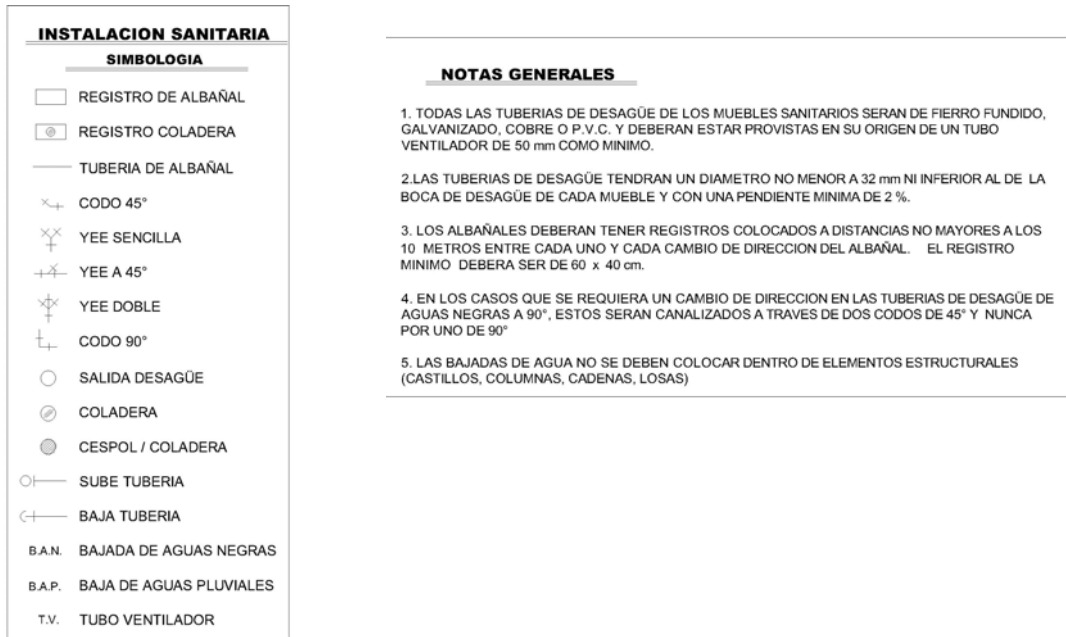 INSTALACION SANITARIA
SIMBOLOGIA
REGISTRO DE ALBAÑAL
REGISTRO COLADERA
TUBERIA DE ALBAÑAL
CODO 45°
YEE SENCILLA
YEE A 45°
YEE DOBLE
CODO 90°
SALIDA DESAGÜE
COLADERA
CESPOL / COLADERA
SUBE TUBERIA
BAJA TUBERIA
B.A.N. BAJADA DE AGUAS NEGRAS
B.A.P. BAJA DE AGUAS PLUVIALES
T.V. TUBO VENTILADOR
NOTAS GENERALES
1. TODAS LAS TUBERIAS DE DESAGÜE DE LOS MUEBLES SANITARIOS SERAN DE FIERRO FUNDIDO,
GALVANIZADO, COBRE O P.V.C. Y DEBERAN ESTAR PROVISTAS EN SU ORIGEN DE UN TUBO
VENTILADOR DE 50 mm COMO MINIMO.
2.LAS TUBERIAS DE DESAGÜE TENDRAN UN DIAMETRO NO MENOR A 32 mm NI INFERIOR AL DE LA
BOCA DE DESAGÜE DE CADA MUEBLE Y CON UNA PENDIENTE MINIMA DE 2 %.
3. LOS ALBAÑALES DEBERAN TENER REGISTROS COLOCADOS A DISTANCIAS NO MAYORES A LOS
10 METROS ENTRE CADA UNO Y CADA CAMBIO DE DIRECCION DEL ALBAÑAL. EL REGISTRO
MINIMO DEBERA SER DE 60 x 40 cm.
4. EN LOS CASOS QUE SE REQUIERA UN CAMBIO DE DIRECCION EN LAS TUBERIAS DE DESAGÜE DE
AGUAS NEGRAS A 90°, ESTOS SERAN CANALIZADOS A TRAVES DE DOS CODOS DE 45° Y NUNCA
POR UNO DE 90°
5. LAS BAJADAS DE AGUA NO SE DEBEN COLOCAR DENTRO DE ELEMENTOS ESTRUCTURALES
(CASTILLOS, COLUMNAS, CADENAS, LOSAS)